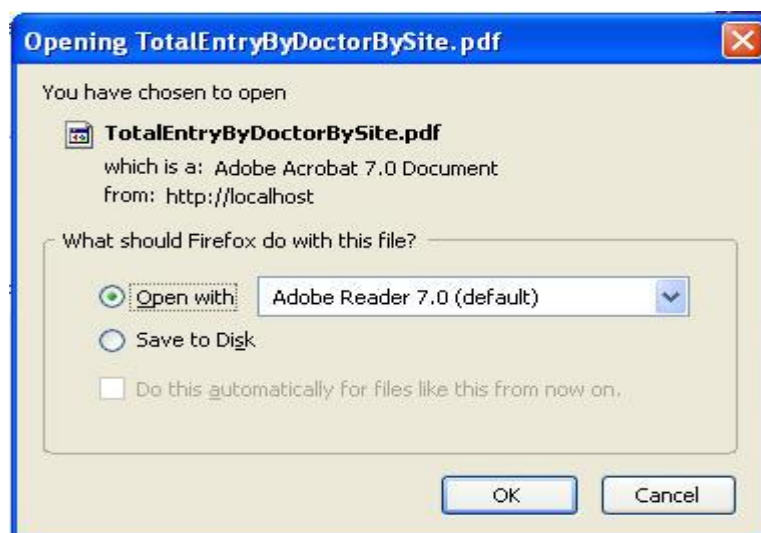 Opening TotalEntryByDoctorBySite.pdf
You have chosen to open
TotalEntryByDoctorBySite.pdf
which is a: Adobe Acrobat 7.0 Document
from: http://localhost
What should Firefox do with this file?
Open with Adobe Reader 7.0 (default)
Save to Disk
Do this automatically for files like this from now on.
OK Cancel